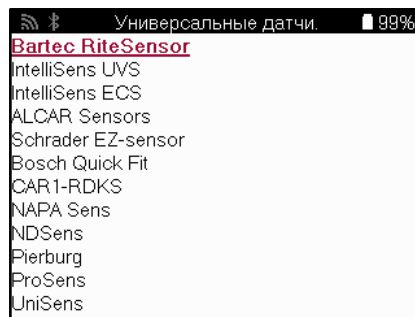 Универсальные датчи. 99%
Bartec RiteSensor
IntelliSens UVS
IntelliSens ECS
ALCAR Sensors
Schrader EZ-sensor
Bosch Quick Fit
CAR1-RDKS
NAPA Sens
NDSens
Pierburg
ProSens
UniSens